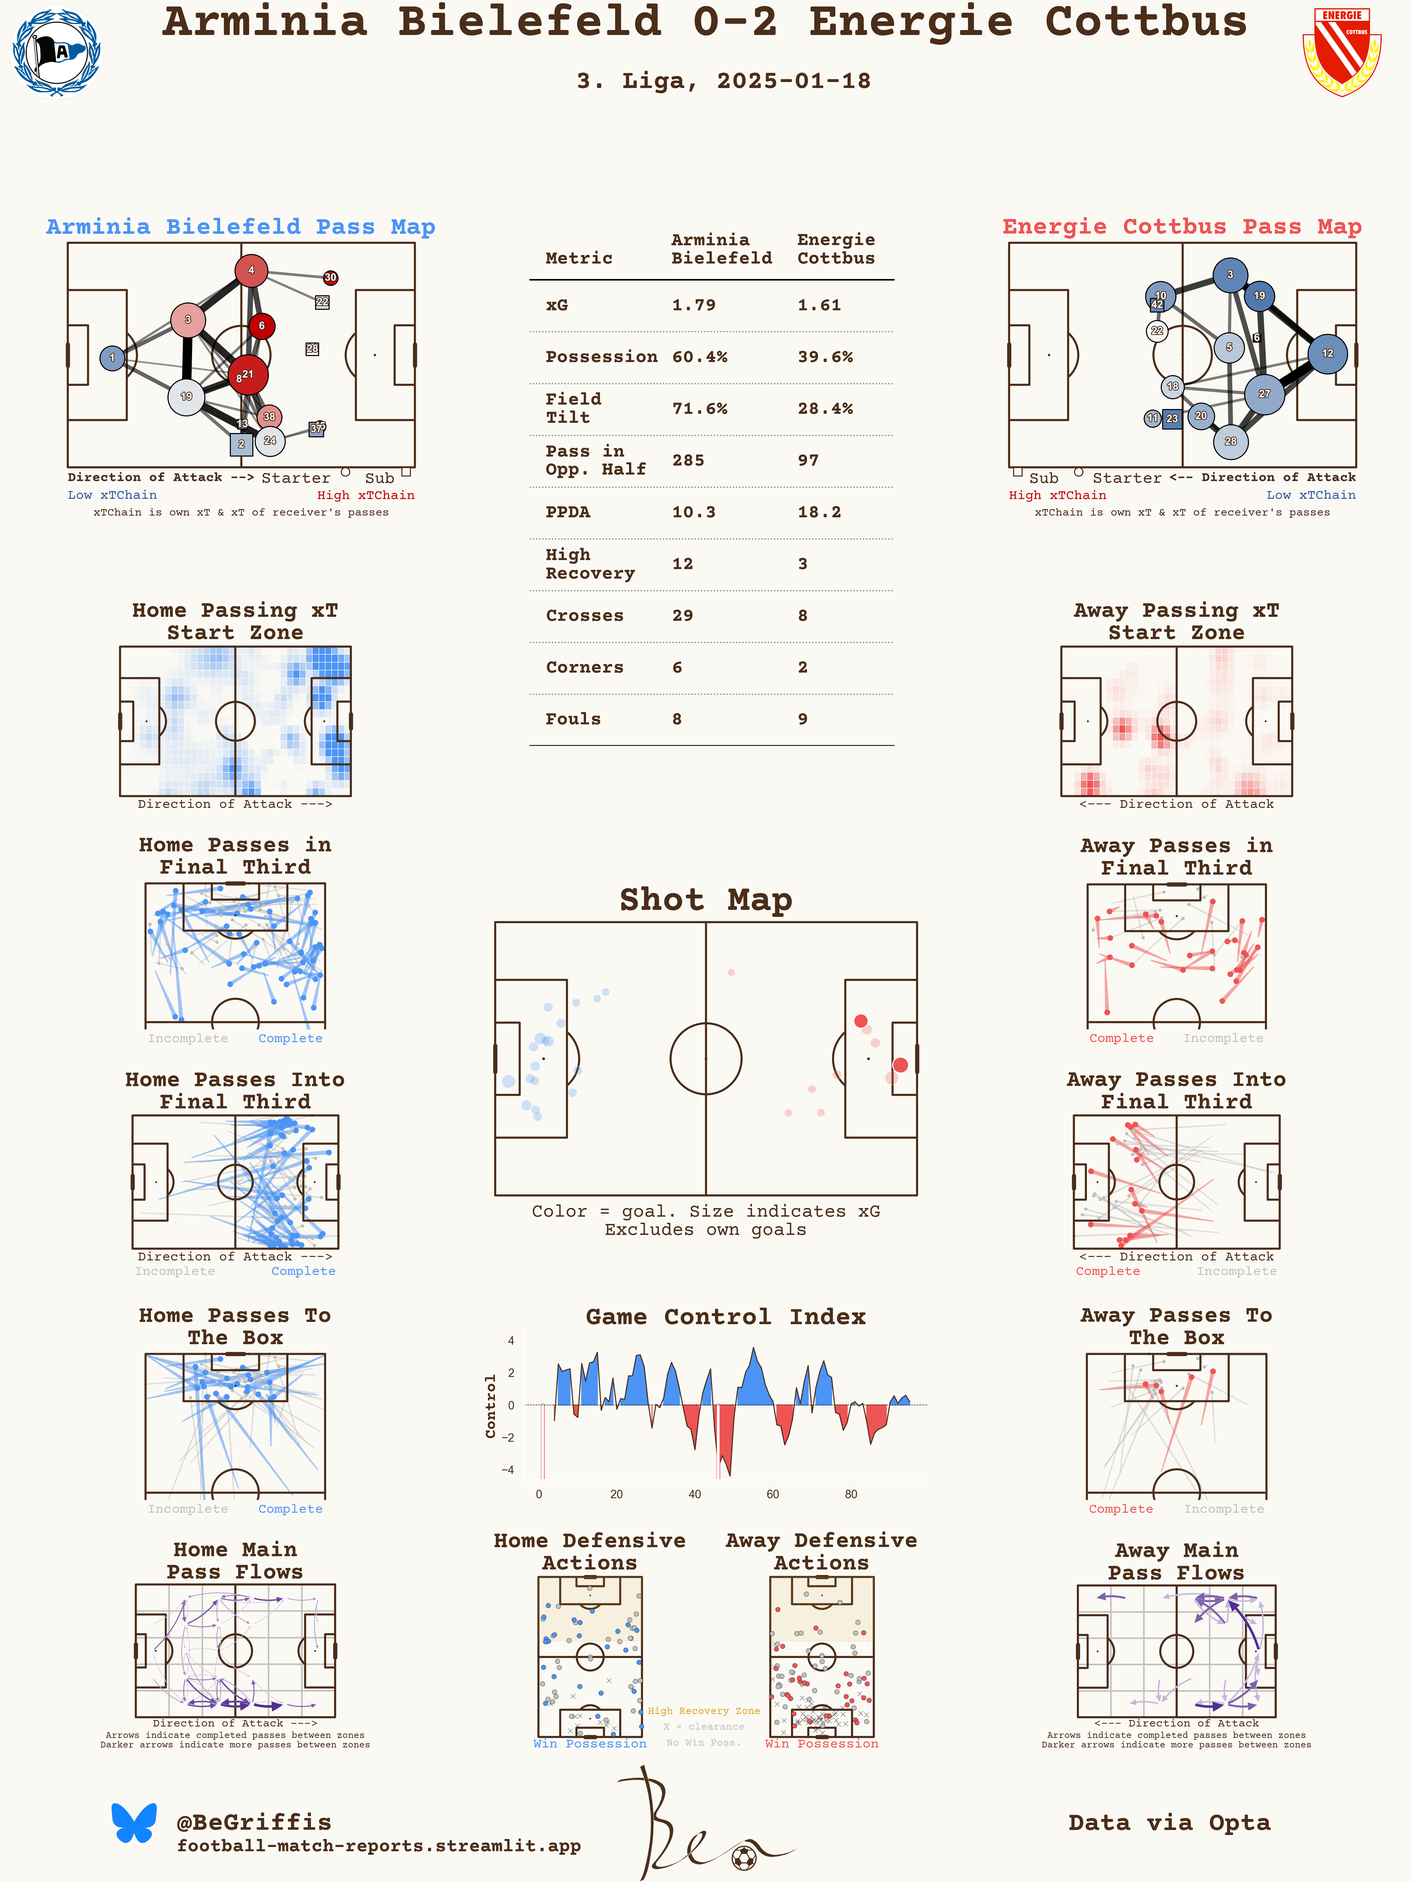 Arminia Bielefeld 0-2 Energie Cottbus
3. Liga, 2025-01-18
A
ENERGIE
COTTBUS
Arminia Bielefeld Pass Map
4
30
22
3
6
28
1
8
21
19
38
13
37
2
24
Direction of Attack --> Starter Sub
Low xTChain High xTChain
xTChain is own xT & xT of receiver's passes
Metric Arminia Bielefeld Energie Cottbus
xG 1.79 1.61
Possession 60.4% 39.6%
Field Tilt 71.6% 28.4%
Pass in Opp. Half 285 97
PPDA 10.3 18.2
High Recovery 12 3
Crosses 29 8
Corners 6 2
Fouls 8 9
Energie Cottbus Pass Map
3
10
19
42
22
6
5
12
18
27
11
23
20
28
Sub Starter <-- Direction of Attack
High xTChain Low xTChain
xTChain is own xT & xT of receiver's passes
Home Passing xT
Start Zone
Direction of Attack --->
Away Passing xT
Start Zone
<--- Direction of Attack
Home Passes in
Final Third
Incomplete Complete
Away Passes in
Final Third
Complete Incomplete
Shot Map
Color = goal. Size indicates xG
Excludes own goals
Home Passes Into
Final Third
Direction of Attack --->
Incomplete Complete
Away Passes Into
Final Third
<--- Direction of Attack
Complete Incomplete
Home Passes To
The Box
Incomplete Complete
Game Control Index
Control
4
2
0
−2
−4
0 20 40 60 80
Away Passes To
The Box
Complete Incomplete
Home Main
Pass Flows
Direction of Attack --->
Arrows indicate completed passes between zones
Darker arrows indicate more passes between zones
Home Defensive
Actions
Win Possession
High Recovery Zone
X = clearance
No Win Poss.
Away Defensive
Actions
Win Possession
Away Main
Pass Flows
<--- Direction of Attack
Arrows indicate completed passes between zones
Darker arrows indicate more passes between zones
@BeGriffis
football-match-reports.streamlit.app
Ben
Data via Opta